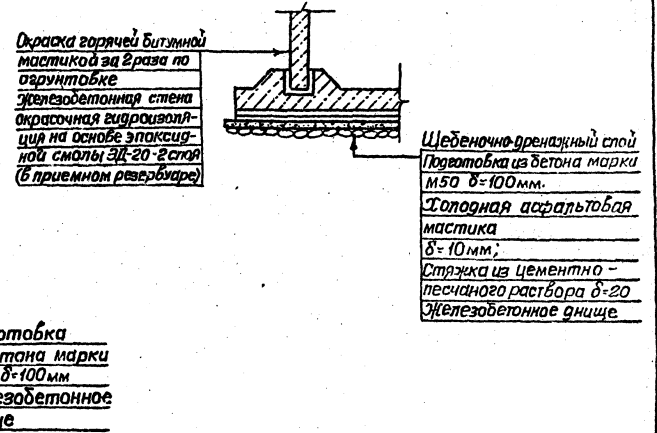 Окраска горячей битумной
мастикой за 2 раза по
огрунтовке
Железобетонная стена
окрасочная гидроизоля-
ция на основе эпоксид-
ной смолы ЭД-20-2 слоя
(в приемном резервуаре)
Щебеночно-дренажный слой
Подготовка из бетона марки
М50 δ=100мм.
Холодная асфальтовая
мастика
δ=10мм;
Стяжка из цементно-
песчаного раствора δ=20
Железобетонное днище
отовка
тона марки
δ=100мм
езобетонное
ще